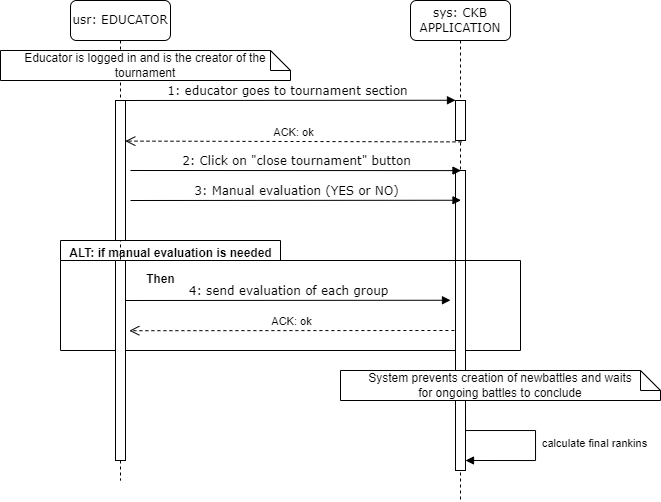 usr: EDUCATOR
sys: CKB
APPLICATION
Educator is logged in and is the creator of the
tournament
1: educator goes to tournament section
ACK: ok
2: Click on "close tournament" button
3: Manual evaluation (YES or NO)
ALT: if manual evaluation is needed
Then
4: send evaluation of each group
ACK: ok
System prevents creation of newbattles and waits
for ongoing battles to conclude
calculate final rankins